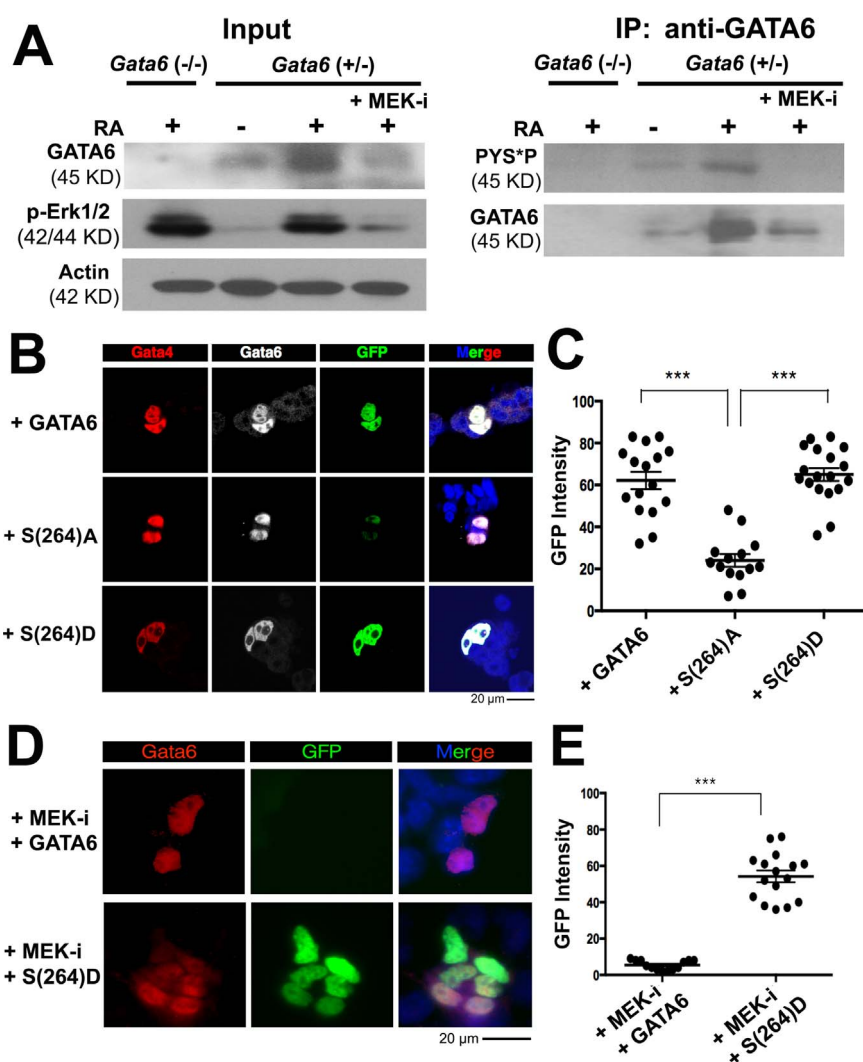 A
Input
Gata6 (-/-) Gata6 (+/-)
+ MEK-i
RA + - + +
GATA6
(45 KD)
p-Erk1/2
(42/44 KD)
Actin
(42 KD)
IP: anti-GATA6
Gata6 (-/-) Gata6 (+/-)
+ MEK-i
RA + - + +
PYS*P
(45 KD)
GATA6
(45 KD)
B
Gata4 Gata6 GFP Merge
+ GATA6
+ S(264)A
+ S(264)D
20 µm
C
*** ***
GFP Intensity
100
80
60
40
20
0
+ GATA6
+ S(264)A
+ S(264)D
D
Gata6 GFP Merge
+ MEK-i
+ GATA6
+ MEK-i
+ S(264)D
20 µm
E
***
GFP Intensity
100
80
60
40
20
0
+ MEK-i
+ GATA6
+ MEK-i
+ S(264)D